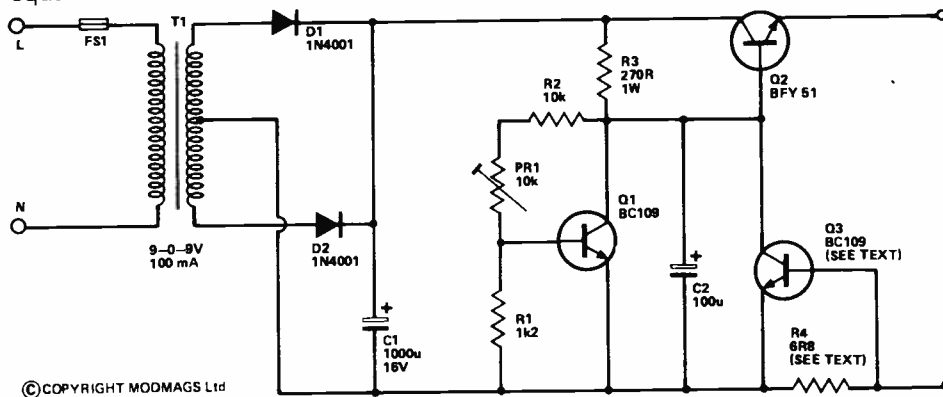 L
FS1
T1
D1
1N4001
R3
270R
1W
R2
10k
Q2
BFY 51
PR1
10k
Q1
BC109
N
9–0–9V
100 mA
D2
1N4001
Q3
BC109
(SEE TEXT)
+
C2
100u
R1
1k2
+
C1
1000u
16V
R4
6R8
(SEE TEXT)
©COPYRIGHT MODMAGS Ltd